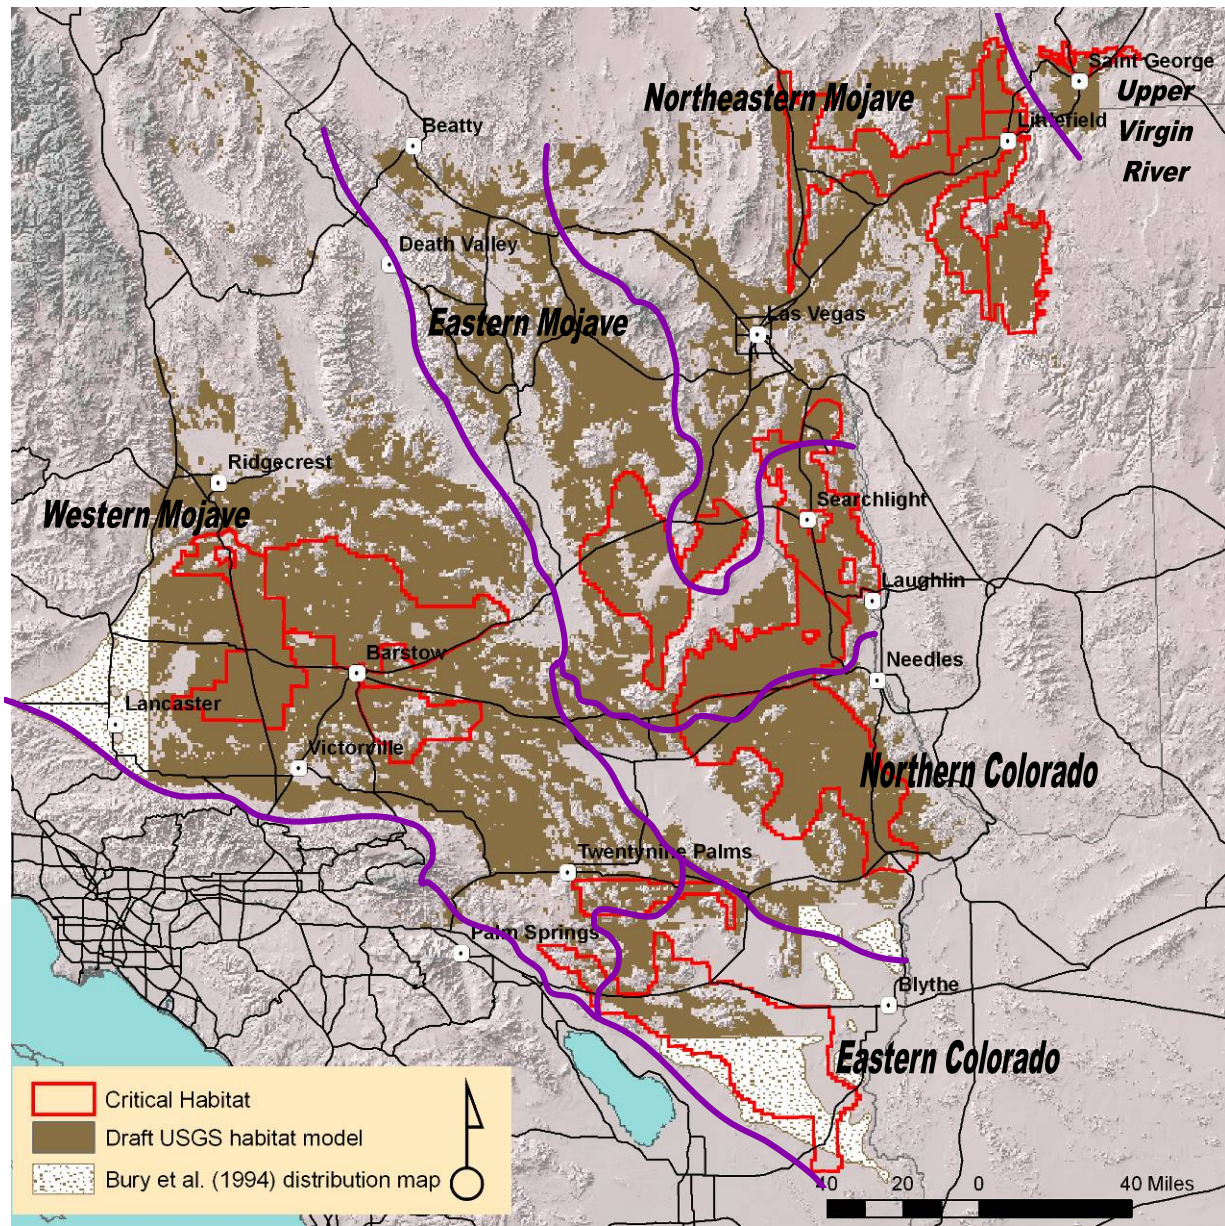 Saint George
Northeastern Mojave
Upper
Virgin
River
Beatty
Littlefield
Death Valley
Eastern Mojave
Las Vegas
Ridgecrest
Western Mojave
Searchlight
Laughlin
Barstow
Needles
Lancaster
Victorville
Northern Colorado
Twentynine Palms
Palm Springs
Blythe
Eastern Colorado
Critical Habitat
Draft USGS habitat model
Bury et al. (1994) distribution map
40 20 0 40 Miles